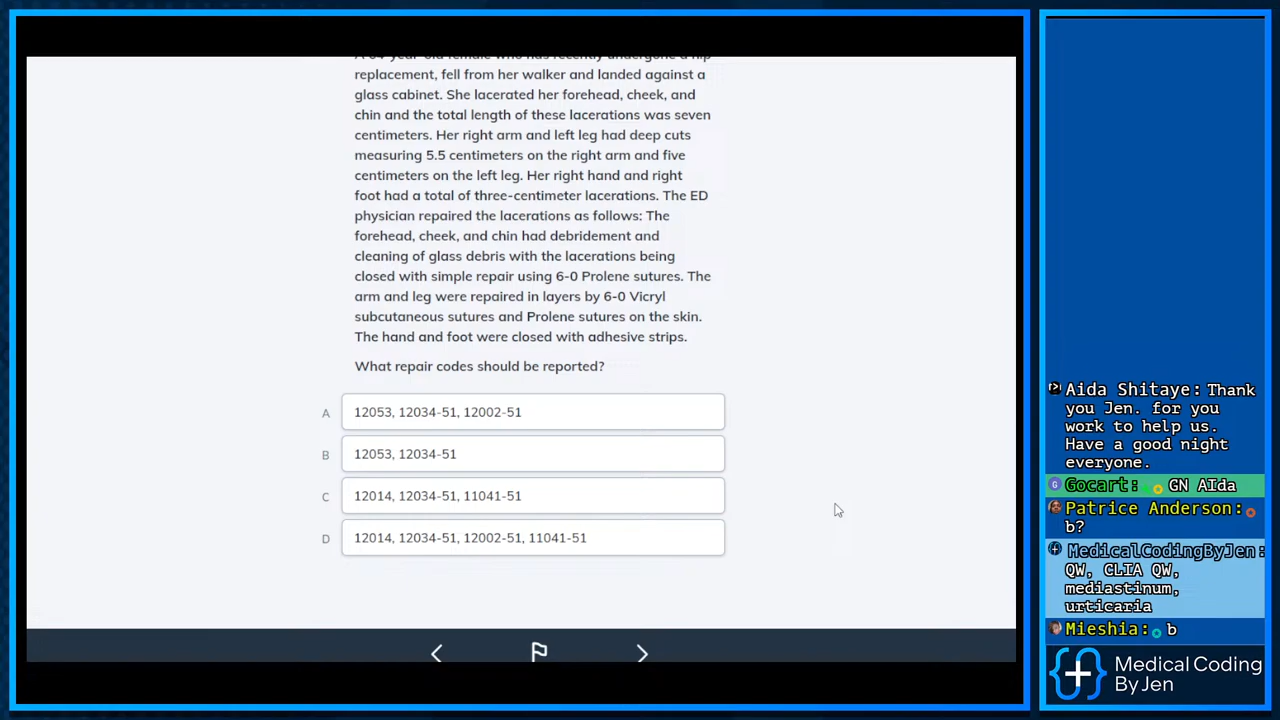 A 64-year-old female who has recently undergone a hip
replacement, fell from her walker and landed against a
glass cabinet. She lacerated her forehead, cheek, and
chin and the total length of these lacerations was seven
centimeters. Her right arm and left leg had deep cuts
measuring 5.5 centimeters on the right arm and five
centimeters on the left leg. Her right hand and right
foot had a total of three-centimeter lacerations. The ED
physician repaired the lacerations as follows: The
forehead, cheek, and chin had debridement and
cleaning of glass debris with the lacerations being
closed with simple repair using 6-0 Prolene sutures. The
arm and leg were repaired in layers by 6-0 Vicryl
subcutaneous sutures and Prolene sutures on the skin.
The hand and foot were closed with adhesive strips.
What repair codes should be reported?
A 12053, 12034-51, 12002-51
B 12053, 12034-51
C 12014, 12034-51, 11041-51
D 12014, 12034-51, 12002-51, 11041-51
Aida Shitaye: Thank
you Jen. for you
work to help us.
Have a good night
everyone.
G Gocart: GN AIda
Patrice Anderson:
b?
MedicalCodingByJen:
QW, CLIA QW,
mediastinum,
urticaria
Mieshia: b
Medical Coding
By Jen